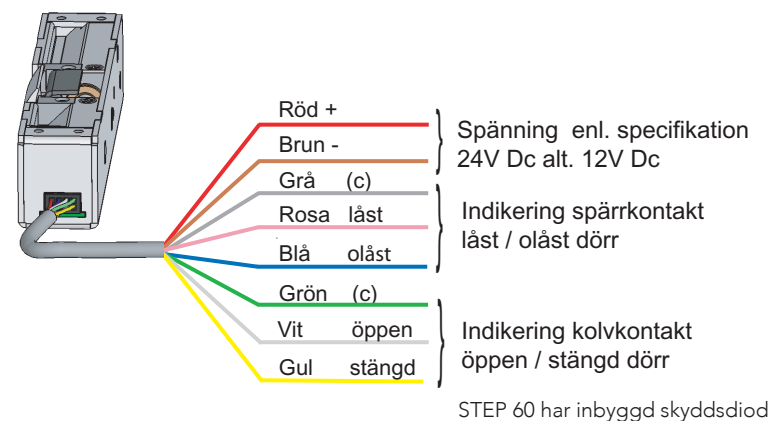 Röd +
Brun -
Spänning enl. specifikation
24V Dc alt. 12V Dc
Grå (c)
Rosa låst
Blå olåst
Indikering spärrkontakt
låst / olåst dörr
Grön (c)
Vit öppen
Gul stängd
Indikering kolvkontakt
öppen / stängd dörr
STEP 60 har inbyggd skyddsdiod